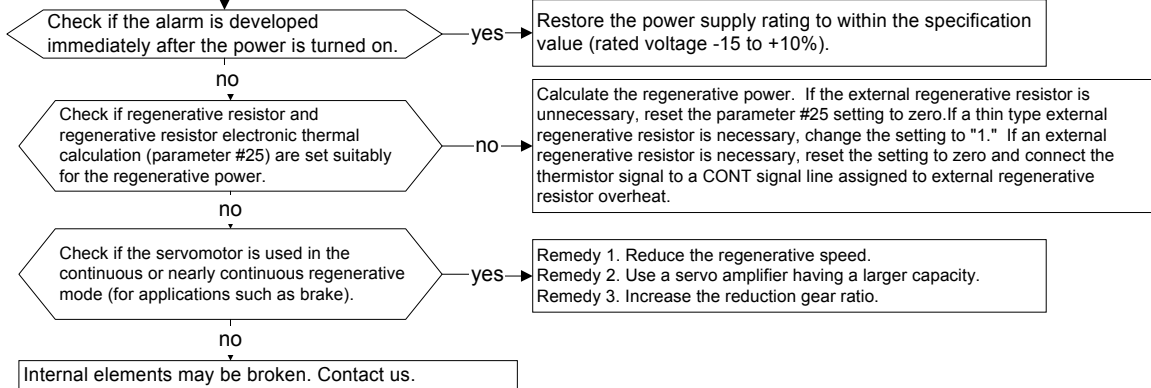 Check if the alarm is developed
immediately after the power is turned on.
yes
Restore the power supply rating to within the specification
value (rated voltage -15 to +10%).
no
Check if regenerative resistor and
regenerative resistor electronic thermal
calculation (parameter #25) are set suitably
for the regenerative power.
no
Calculate the regenerative power.  If the external regenerative resistor is
unnecessary, reset the parameter #25 setting to zero.If a thin type external
regenerative resistor is necessary, change the setting to "1."  If an external
regenerative resistor is necessary, reset the setting to zero and connect the
thermistor signal to a CONT signal line assigned to external regenerative
resistor overheat.
no
Check if the servomotor is used in the
continuous or nearly continuous regenerative
mode (for applications such as brake).
yes
Remedy 1. Reduce the regenerative speed.
Remedy 2. Use a servo amplifier having a larger capacity.
Remedy 3. Increase the reduction gear ratio.
no
Internal elements may be broken. Contact us.